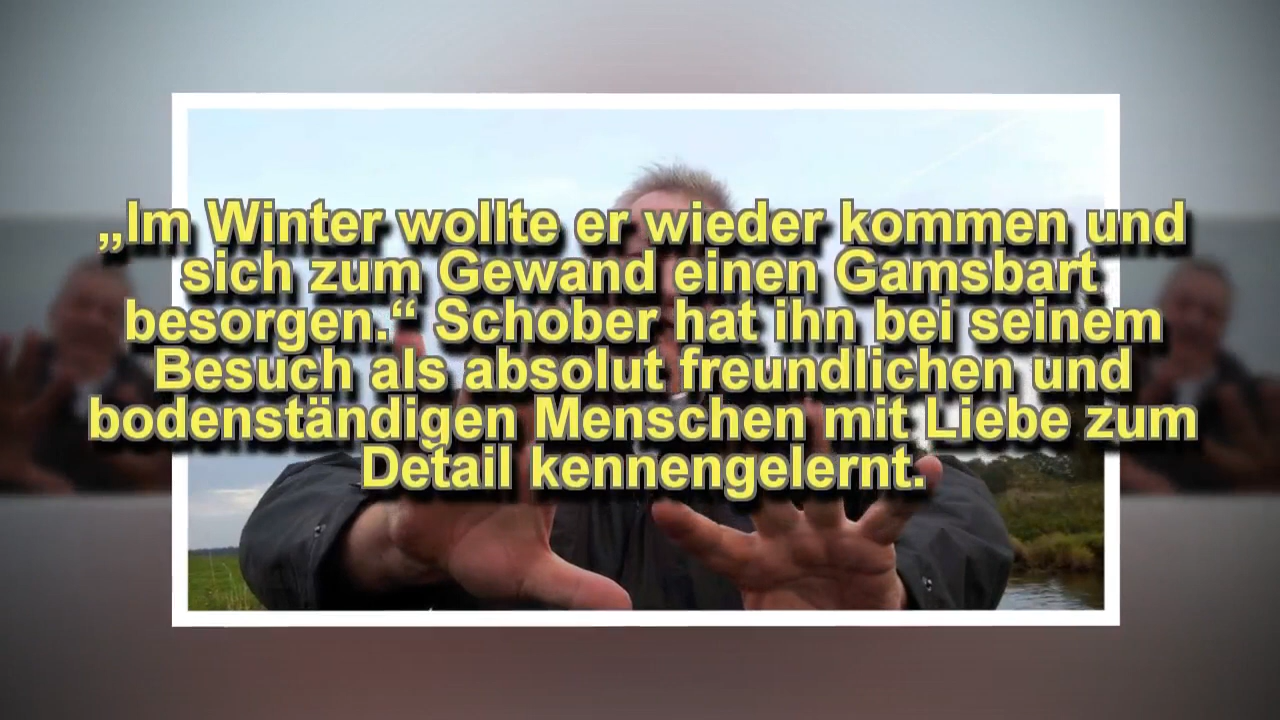 „Im Winter wollte er wieder kommen und
sich zum Gewand einen Gamsbart
besorgen.“ Schober hat ihn bei seinem
Besuch als absolut freundlichen und
bodenständigen Menschen mit Liebe zum
Detail kennengelernt.